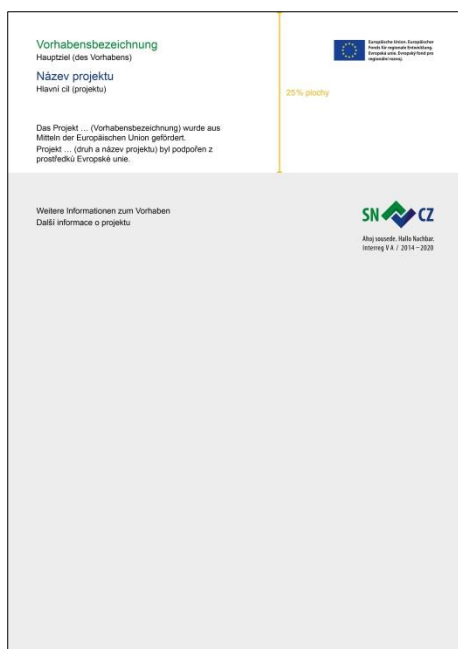 Vorhabensbezeichnung
Hauptziel (des Vorhabens)
Název projektu
Hlavní cíl (projektu)
Das Projekt … (Vorhabensbezeichnung) wurde aus
Mitteln der Europäischen Union gefördert.
Projekt … (druh a název projektu) byl podpořen z
prostředků Evropské unie.
Europäische Union. Europäischer
Fonds für regionale Entwicklung.
Evropská unie. Evropský fond pro
regionální rozvoj.
25% plochy
Weitere Informationen zum Vorhaben
Další informace o projektu
SN CZ
Ahoj sousede. Hallo Nachbar.
Interreg V A / 2014–2020